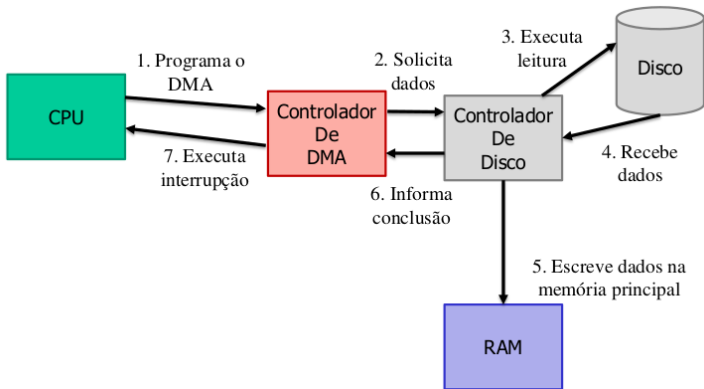 1. Programa o
DMA
2. Solicita
dados
3. Executa
leitura
Disco
CPU
Controlador
De
DMA
Controlador
De
Disco
7. Executa
interrupção
6. Informa
conclusão
4. Recebe
dados
5. Escreve dados na
memória principal
RAM